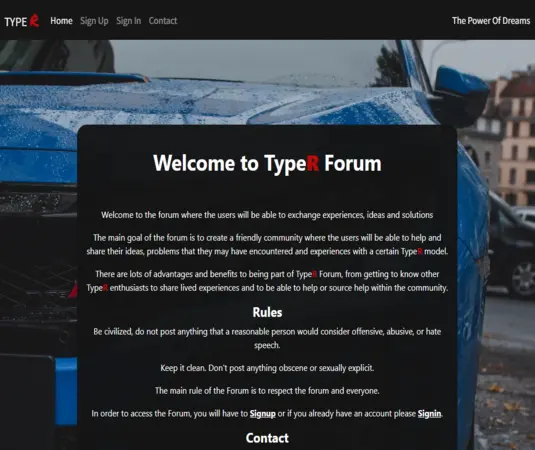 TYPE R Home Sign Up Sign In Contact The Power Of Dreams
Welcome to TypeR Forum
Welcome to the forum where the users will be able to exchange experiences, ideas and solutions
The main goal of the forum is to create a friendly community where the users will be able to help and
share their ideas, problems that they may have encountered and experiences with a certain TypeR model.
There are lots of advantages and benefits to being part of TypeR Forum, from getting to know other
TypeR enthusiasts to share lived experiences and to be able to help or source help within the community.
Rules
Be civilized, do not post anything that a reasonable person would consider offensive, abusive, or hate
speech.
Keep it clean. Don't post anything obscene or sexually explicit.
The main rule of the Forum is to respect the forum and everyone.
In order to access the Forum, you will have to Signup or if you already have an account please Signin.
Contact